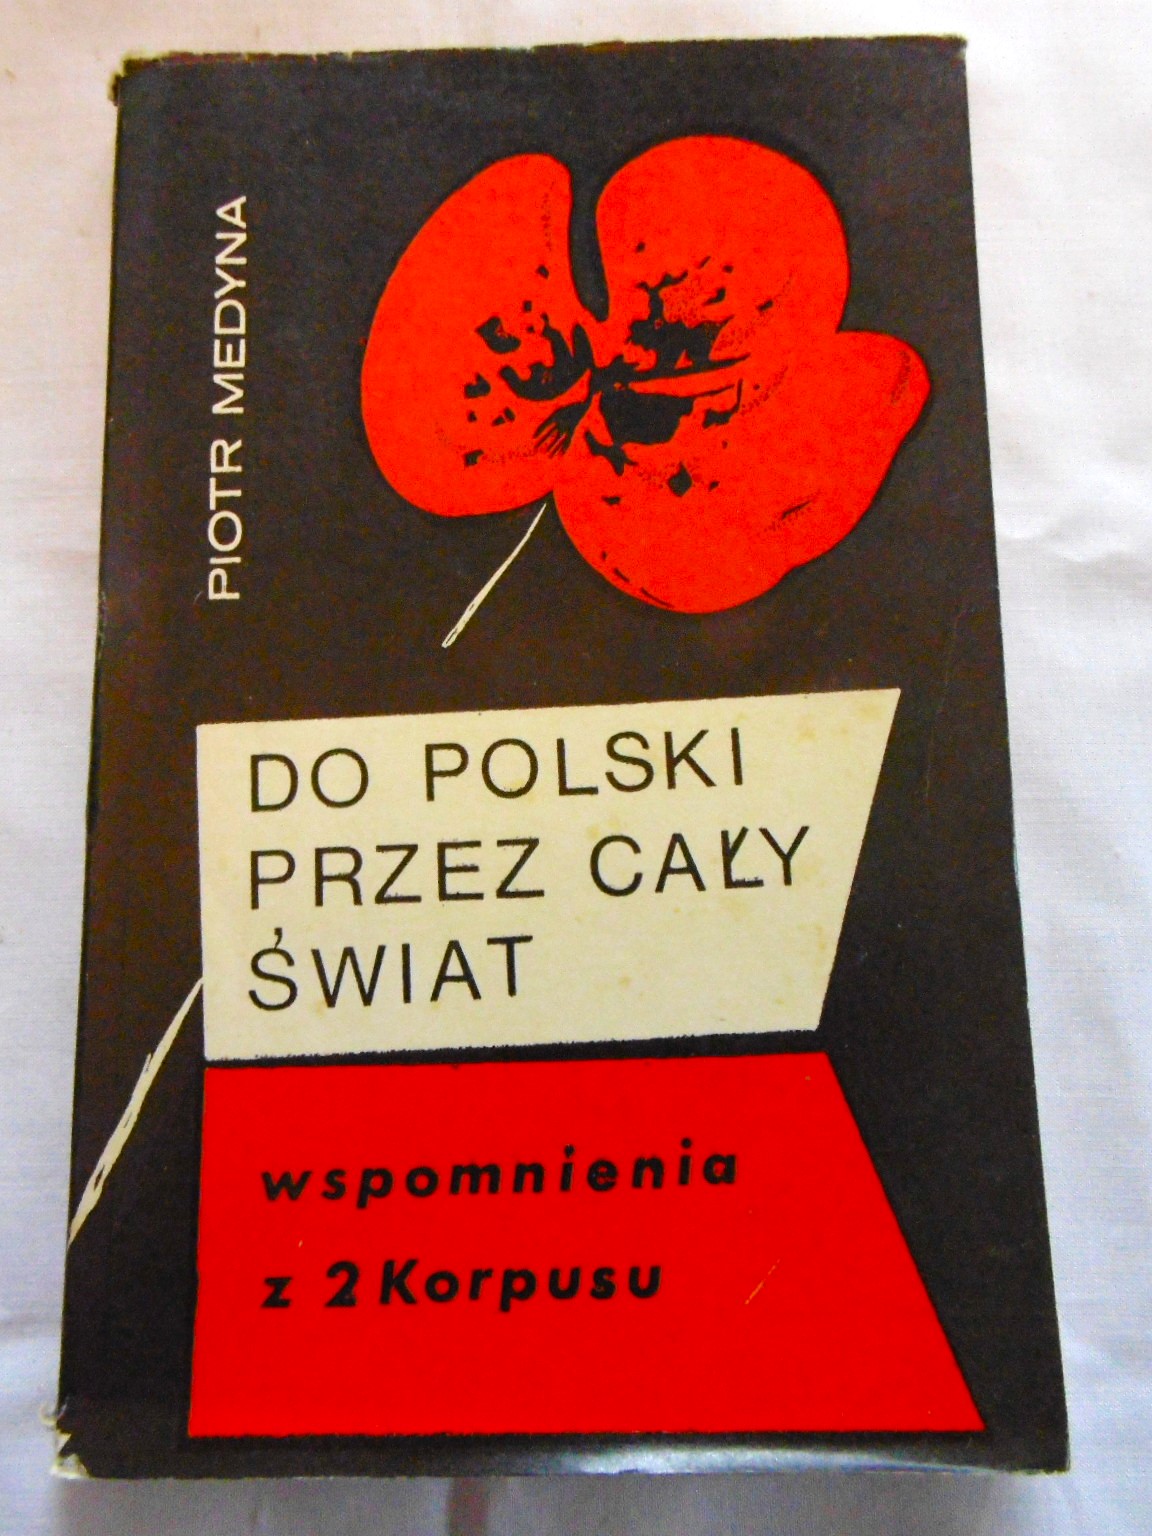 PIOTR MEDYNA
DO POLSKI
PRZEZ CAŁY
ŚWIAT
wspomnienia
z 2 Korpusu